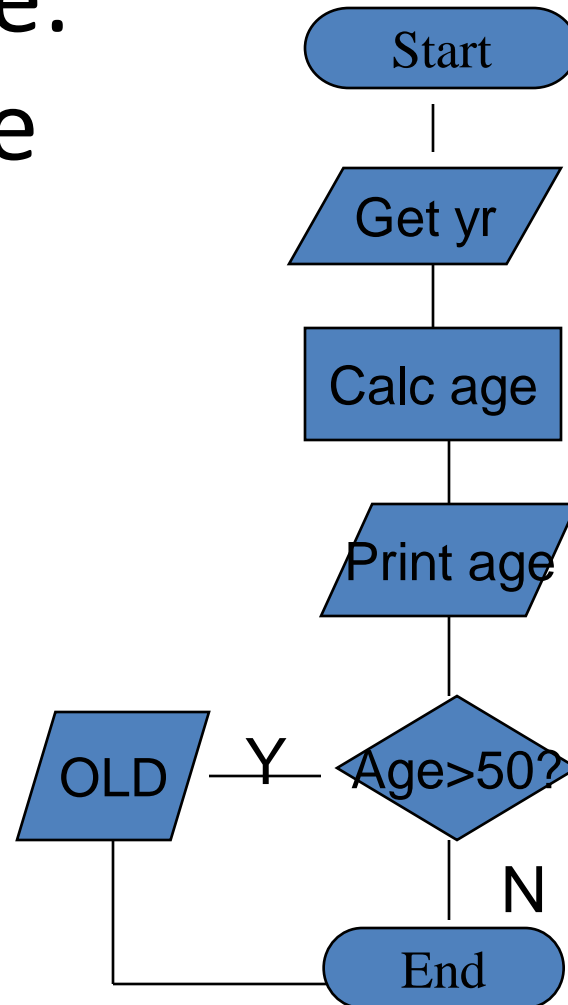 e.
Start
e
Get yr
Calc age
Print age
Age>50?
Y
OLD
N
End